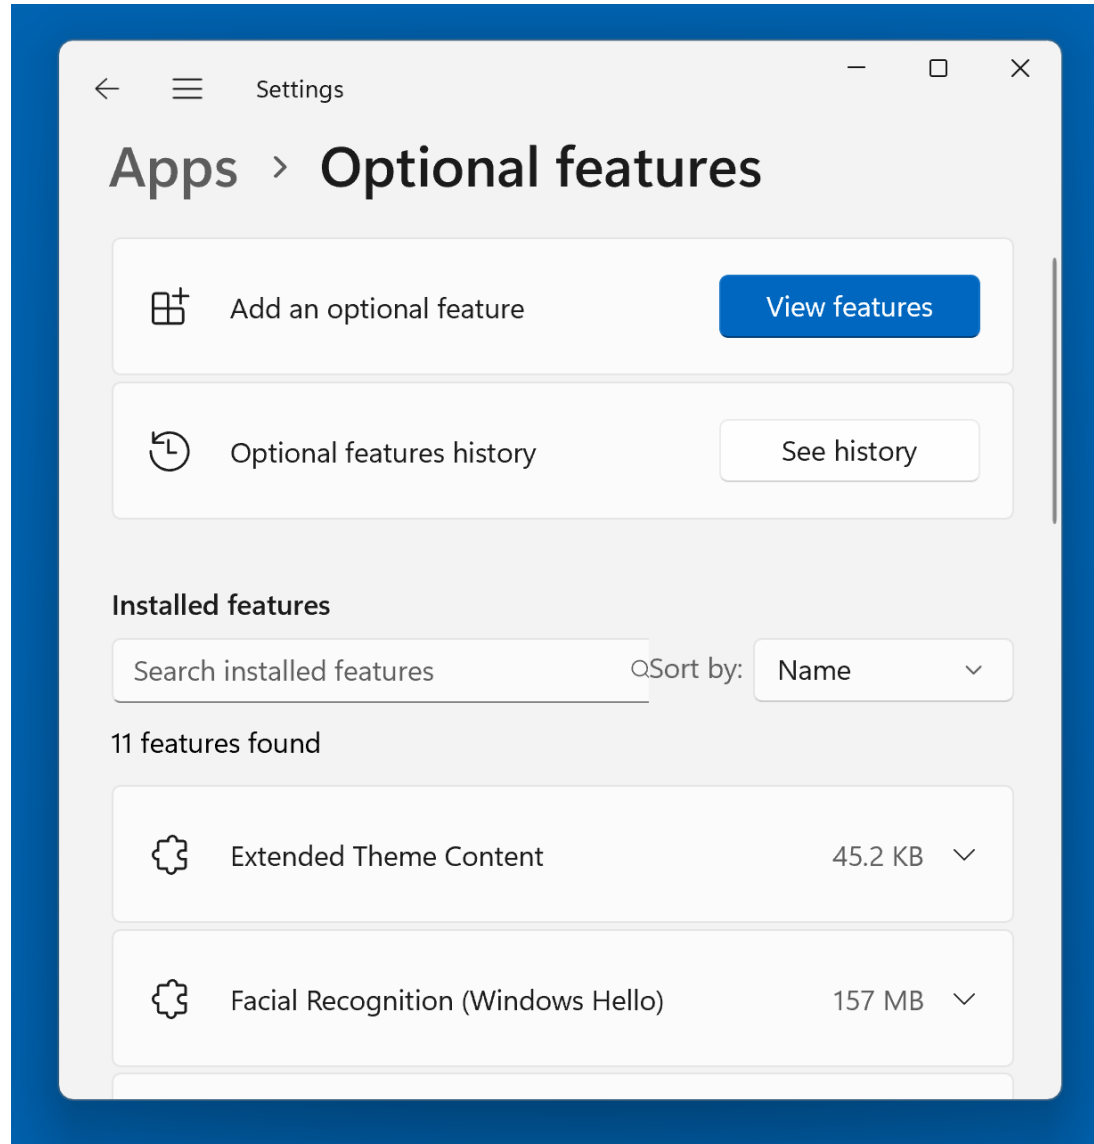 Settings
Apps > Optional features
Add an optional feature
View features
Optional features history
See history
Installed features
Search installed features
Sort by:
Name
11 features found
Extended Theme Content
45.2 KB
Facial Recognition (Windows Hello)
157 MB